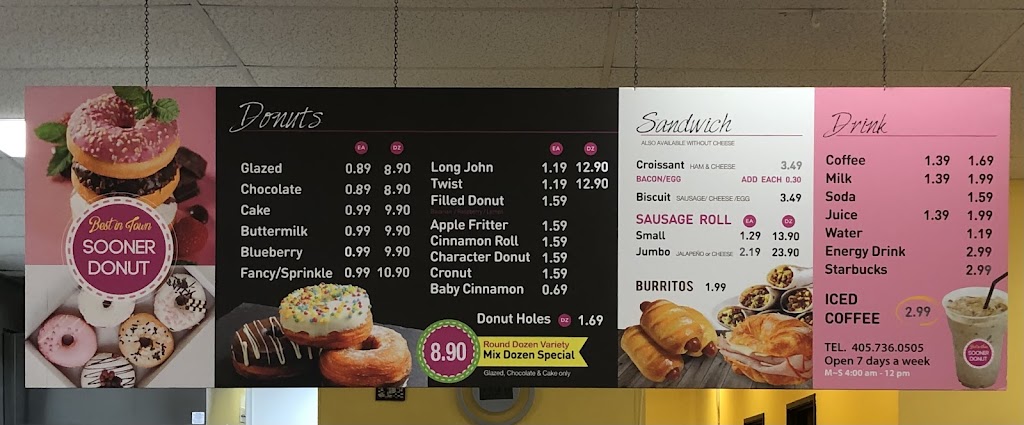 Best in Town
SOONER
DONUT
Donuts
EA DZ
Glazed 0.89 8.90
Chocolate 0.89 8.90
Cake 0.99 9.90
Buttermilk 0.99 9.90
Blueberry 0.99 9.90
Fancy/Sprinkle 0.99 10.90
EA DZ
Long John 1.19 12.90
Twist 1.19 12.90
Filled Donut 1.59
Apple Fritter 1.59
Cinnamon Roll 1.59
Character Donut 1.59
Cronut 1.59
Baby Cinnamon 0.69
Donut Holes DZ 1.69
8.90
Round Dozen Variety
Mix Dozen Special
Glazed, Chocolate & Cake only
Sandwich
ALSO AVAILABLE WITHOUT CHEESE
Croissant HAM & CHEESE 3.49
BACON/EGG ADD EACH 0.30
Biscuit SAUSAGE/ CHEESE /EGG 3.49
SAUSAGE ROLL EA DZ
Small 1.29 13.90
Jumbo JALAPEÑO or CHEESE 2.19 23.90
BURRITOS 1.99
Drink
Coffee 1.39 1.69
Milk 1.39 1.99
Soda 1.59
Juice 1.39 1.99
Water 1.19
Energy Drink 2.99
Starbucks 2.99
ICED
COFFEE
2.99
TEL. 405.736.0505
Open 7 days a week
M~S 4:00 am - 12 pm
SOONER
DONUT